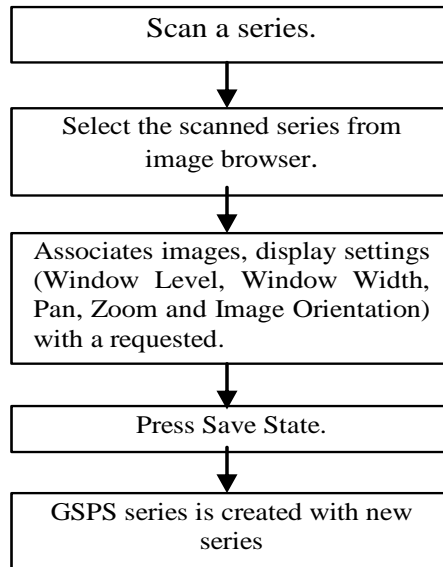 Scan a series.
Select the scanned series from
image browser.
Associates images, display settings
(Window Level, Window Width,
Pan, Zoom and Image Orientation)
with a requested.
Press Save State.
GSPS series is created with new
series